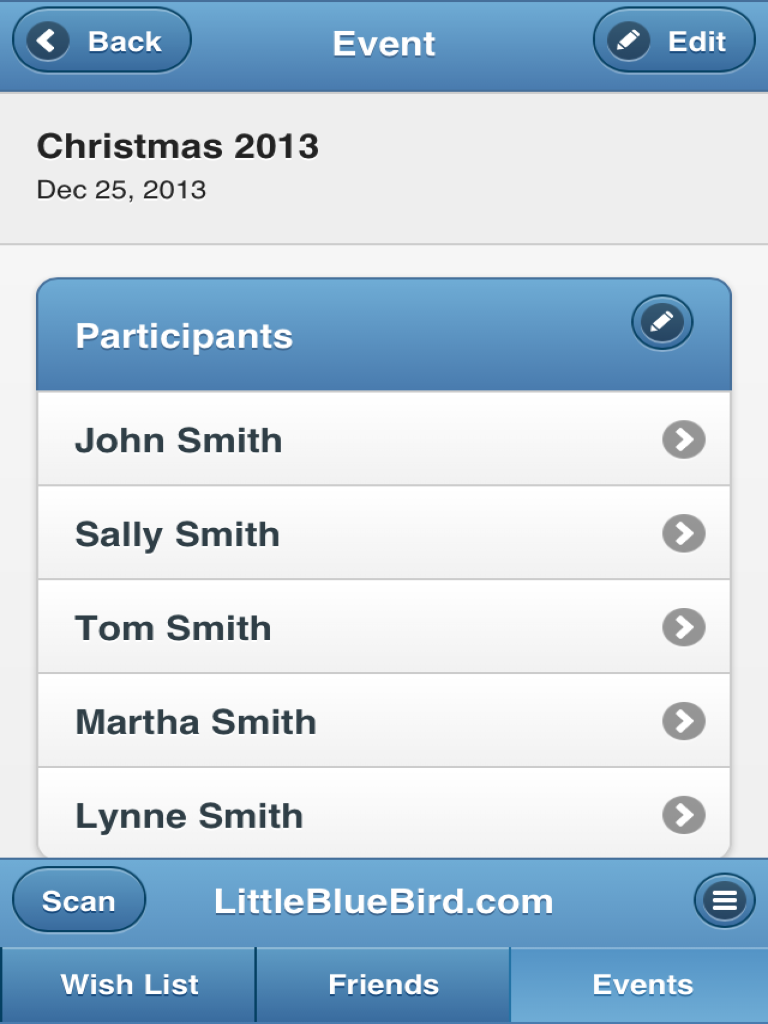 Back
Event
Edit
Christmas 2013
Dec 25, 2013
Participants
John Smith
Sally Smith
Tom Smith
Martha Smith
Lynne Smith
Scan
LittleBlueBird.com
Wish List
Friends
Events